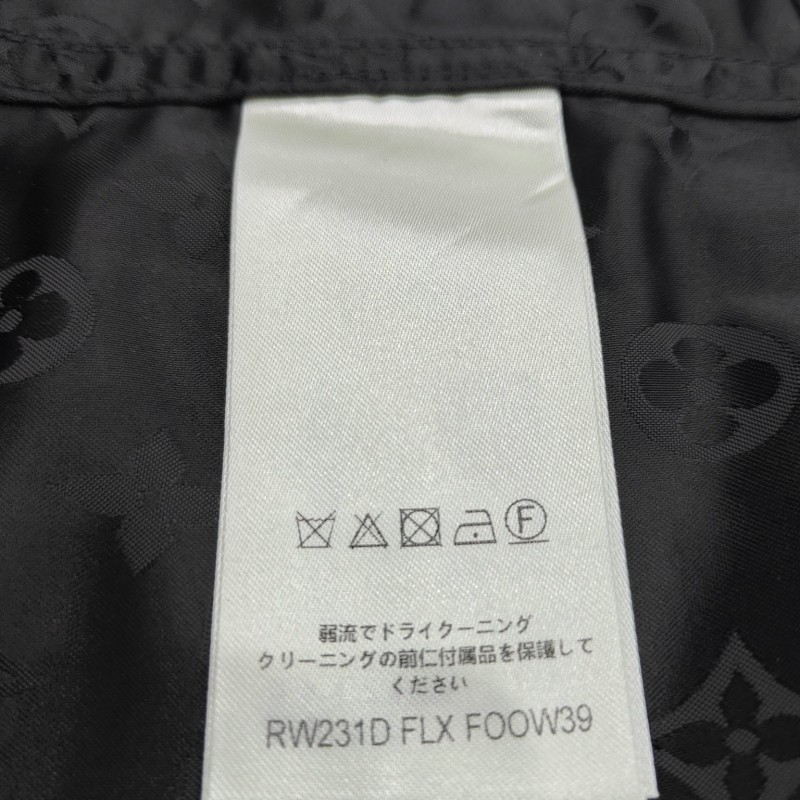 F
弱流でドライクーニング
クリーニングの前仁付属品を保護して
ください
RW231D FLX FOOW39